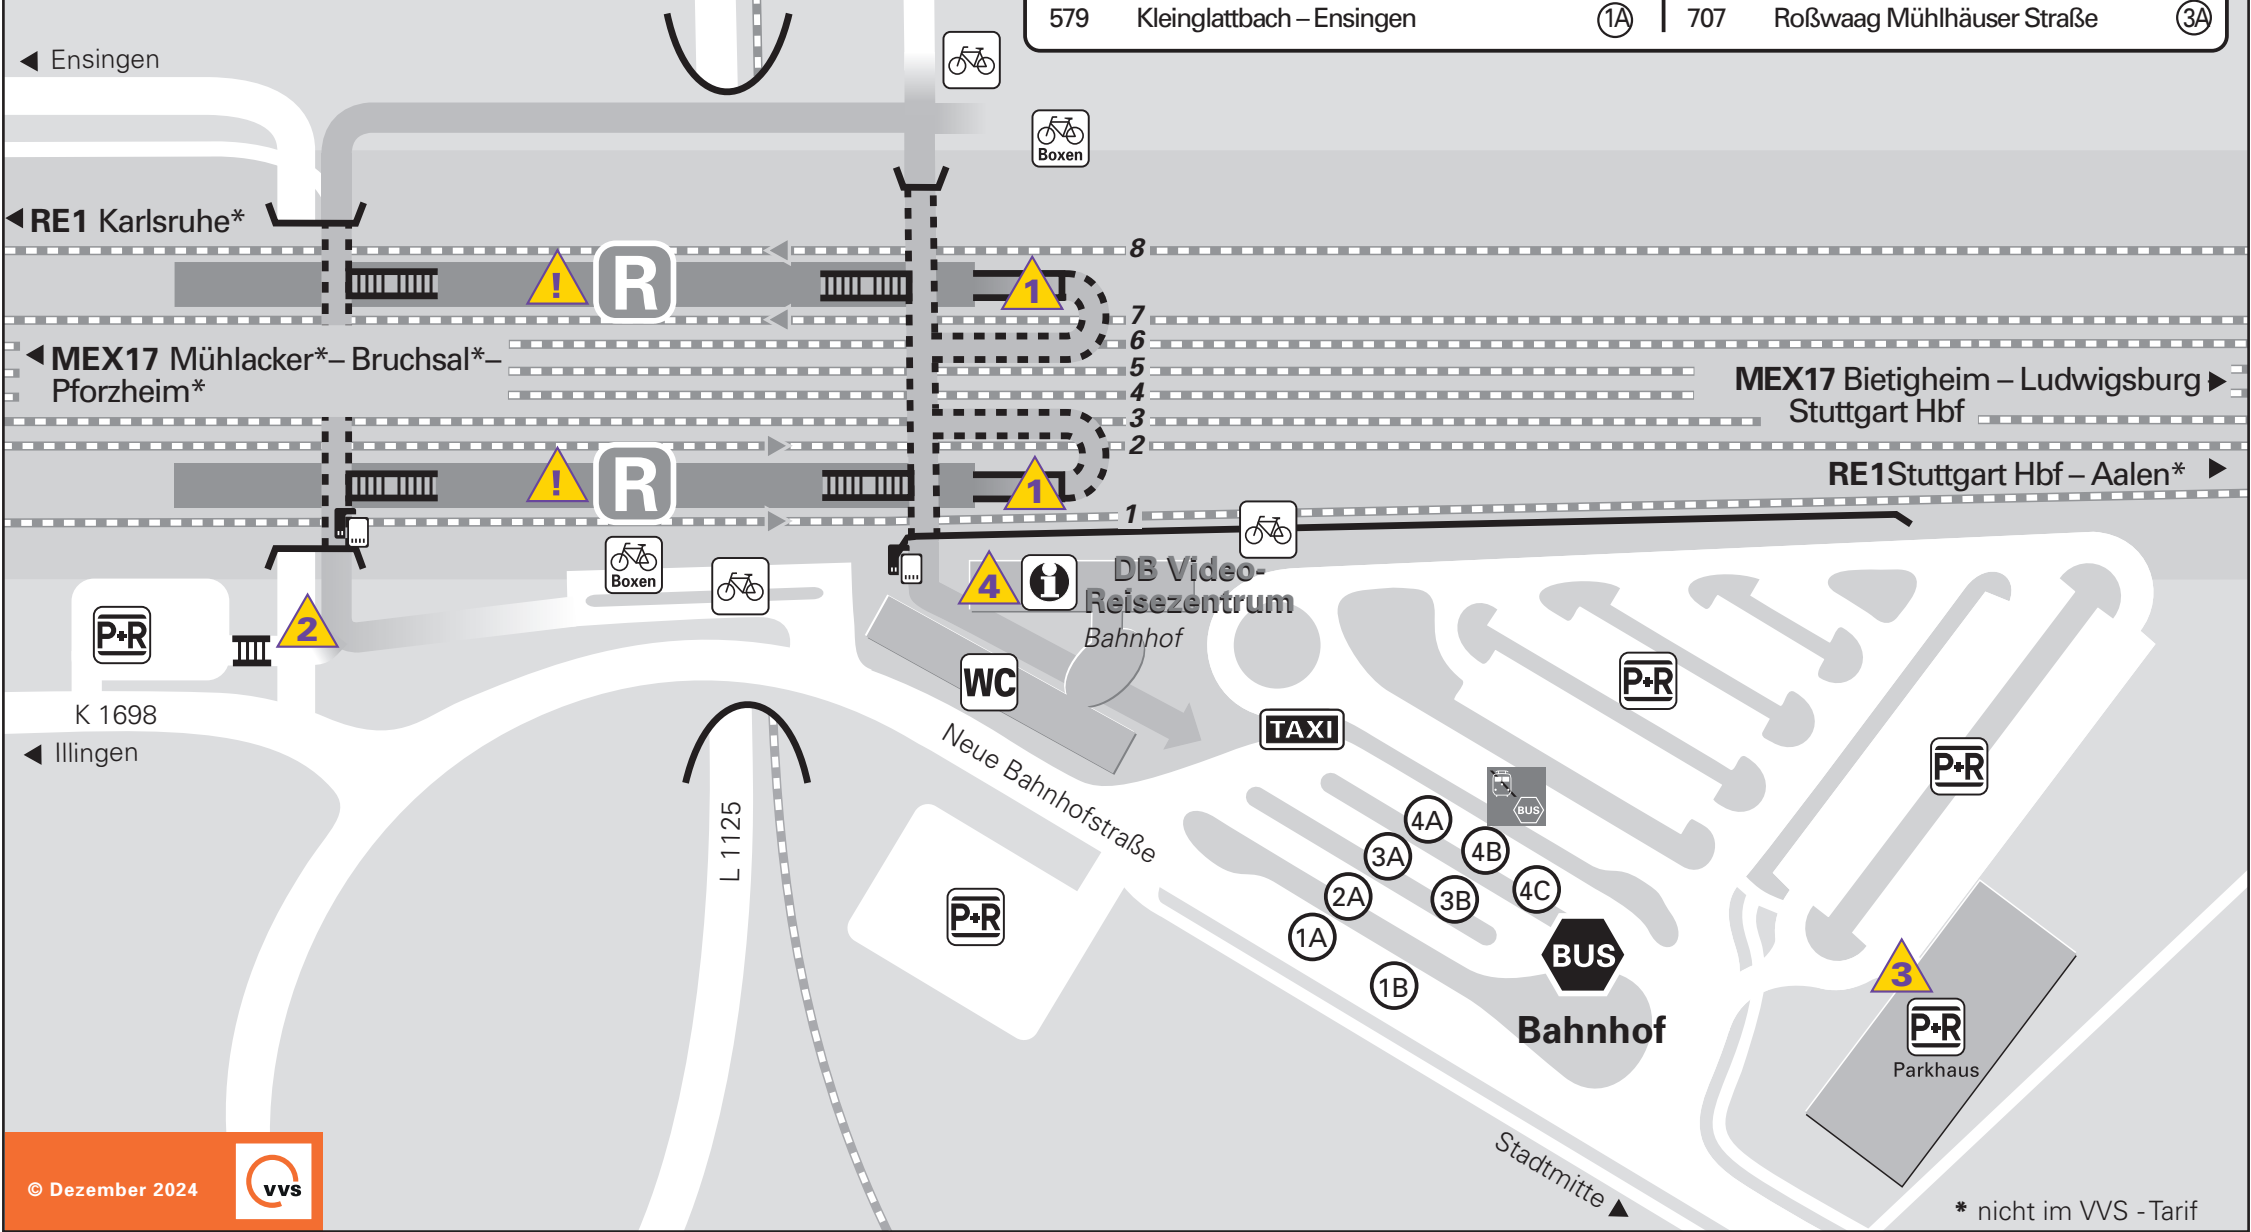 579 Kleinglattbach – Ensingen 1A 707 Roßwaag Mühlhäuser Straße 3A
Ensingen
Boxen
RE1 Karlsruhe*
8
! R 1
7
6
MEX17 Mühlacker*– Bruchsal*–
Pforzheim*
5
4
MEX17 Bietigheim – Ludwigsburg
Stuttgart Hbf
3
2
RE1 Stuttgart Hbf – Aalen*
! R 1
1
Boxen
4 i DB Video-
Reisezentrum
Bahnhof
P+R
2
WC
P+R
K 1698
Illingen
TAXI
Neue Bahnhofstraße
P+R
L 1125
BUS
4A
4B
3A
4C
2A
3B
1A
1B
P+R
BUS
Bahnhof
3
P+R
Parkhaus
Stadtmitte
© Dezember 2024
VVS
* nicht im VVS - Tarif